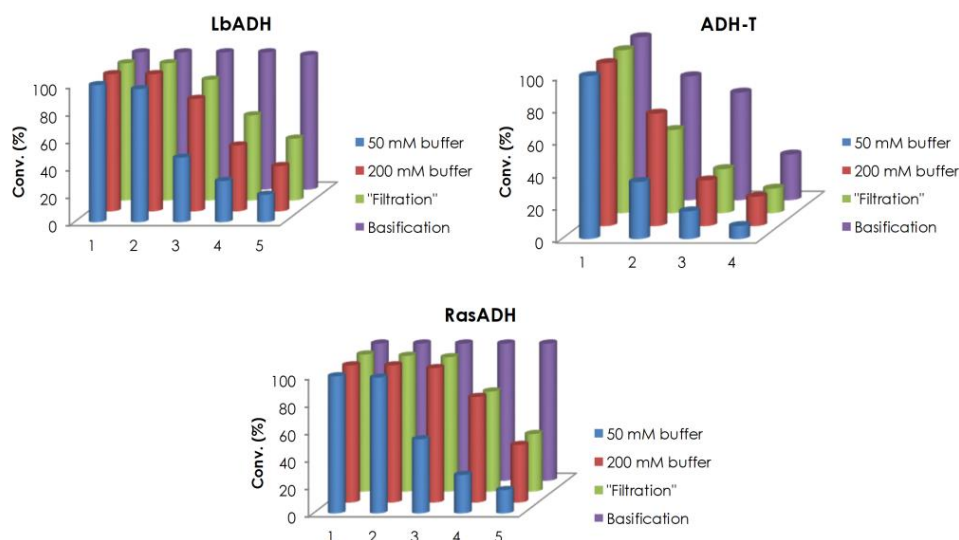 LbADH
Conv. (%)
100
80
60
40
20
0
1 2 3 4 5
50 mM buffer
200 mM buffer
"Filtration"
Basification
ADH-T
Conv. (%)
100
80
60
40
20
0
1 2 3 4
50 mM buffer
200 mM buffer
"Filtration"
Basification
RasADH
Conv. (%)
100
80
60
40
20
0
1 2 3 4 5
50 mM buffer
200 mM buffer
"Filtration"
Basification